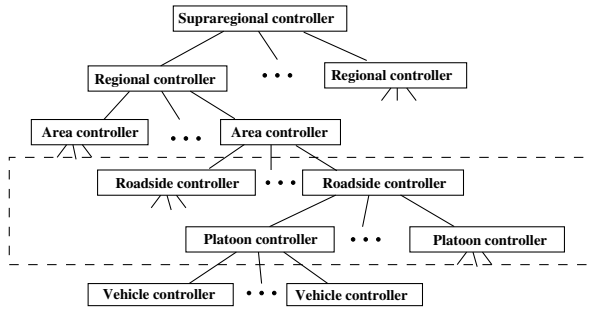 Supraregional controller
Regional controller
• • •
Regional controller
Area controller
• • •
Area controller
Roadside controller
• • •
Roadside controller
Platoon controller
• • •
Platoon controller
Vehicle controller
• • •
Vehicle controller